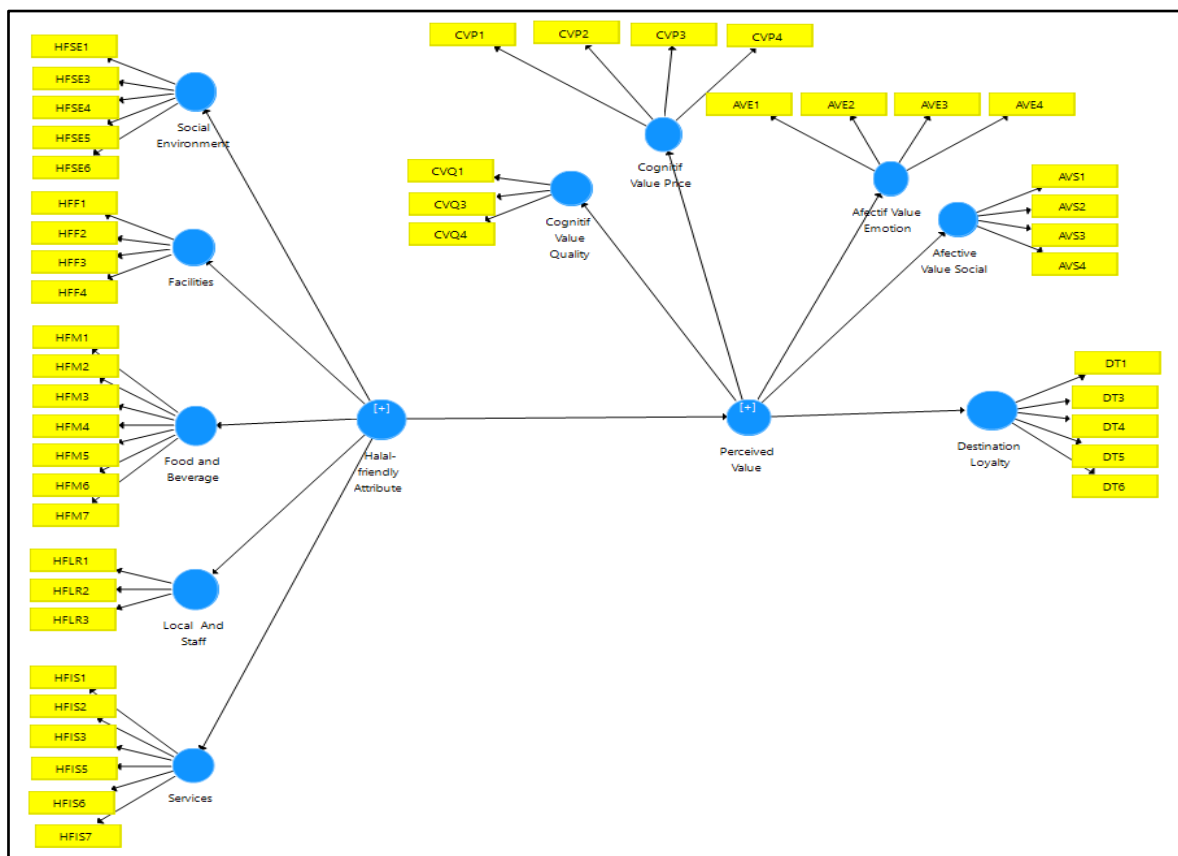 HFSE1
HFSE3
HFSE4
HFSE5
HFSE6
Social
Environment
HFF1
HFF2
HFF3
HFF4
Facilities
HFM1
HFM2
HFM3
HFM4
HFM5
HFM6
HFM7
Food and
Beverage
HFLR1
HFLR2
HFLR3
Local And
Staff
HFIS1
HFIS2
HFIS3
HFIS5
HFIS6
HFIS7
Services
[+]
Halal-
friendly
Attribute
CVP1
CVP2
CVP3
CVP4
Cognitif
Value Price
CVQ1
CVQ3
CVQ4
Cognitif
Value
Quality
AVE1
AVE2
AVE3
AVE4
Afectif Value
Emotion
AVS1
AVS2
AVS3
AVS4
Afective
Value Social
[+]
Perceived
Value
DT1
DT3
DT4
DT5
DT6
Destination
Loyalty